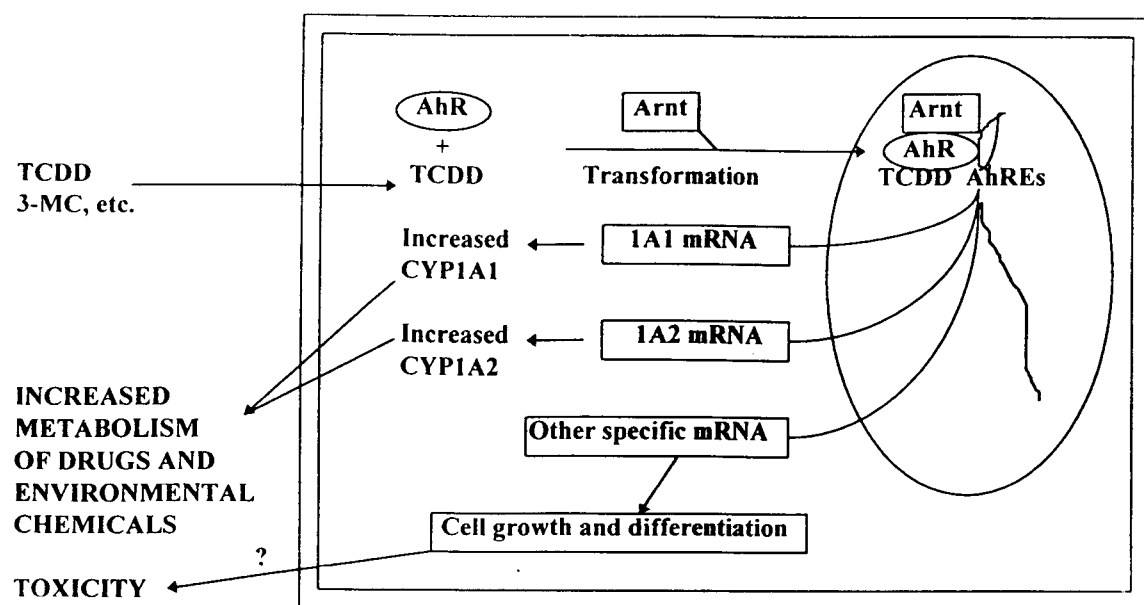 AhR
+
TCDD
Arnt
Transformation
Arnt
AhR
TCDD AhREs
TCDD
3-MC, etc.
Increased
CYP1A1
1A1 mRNA
Increased
CYP1A2
1A2 mRNA
Other specific mRNA
Cell growth and differentiation
INCREASED
METABOLISM
OF DRUGS AND
ENVIRONMENTAL
CHEMICALS
?
TOXICITY